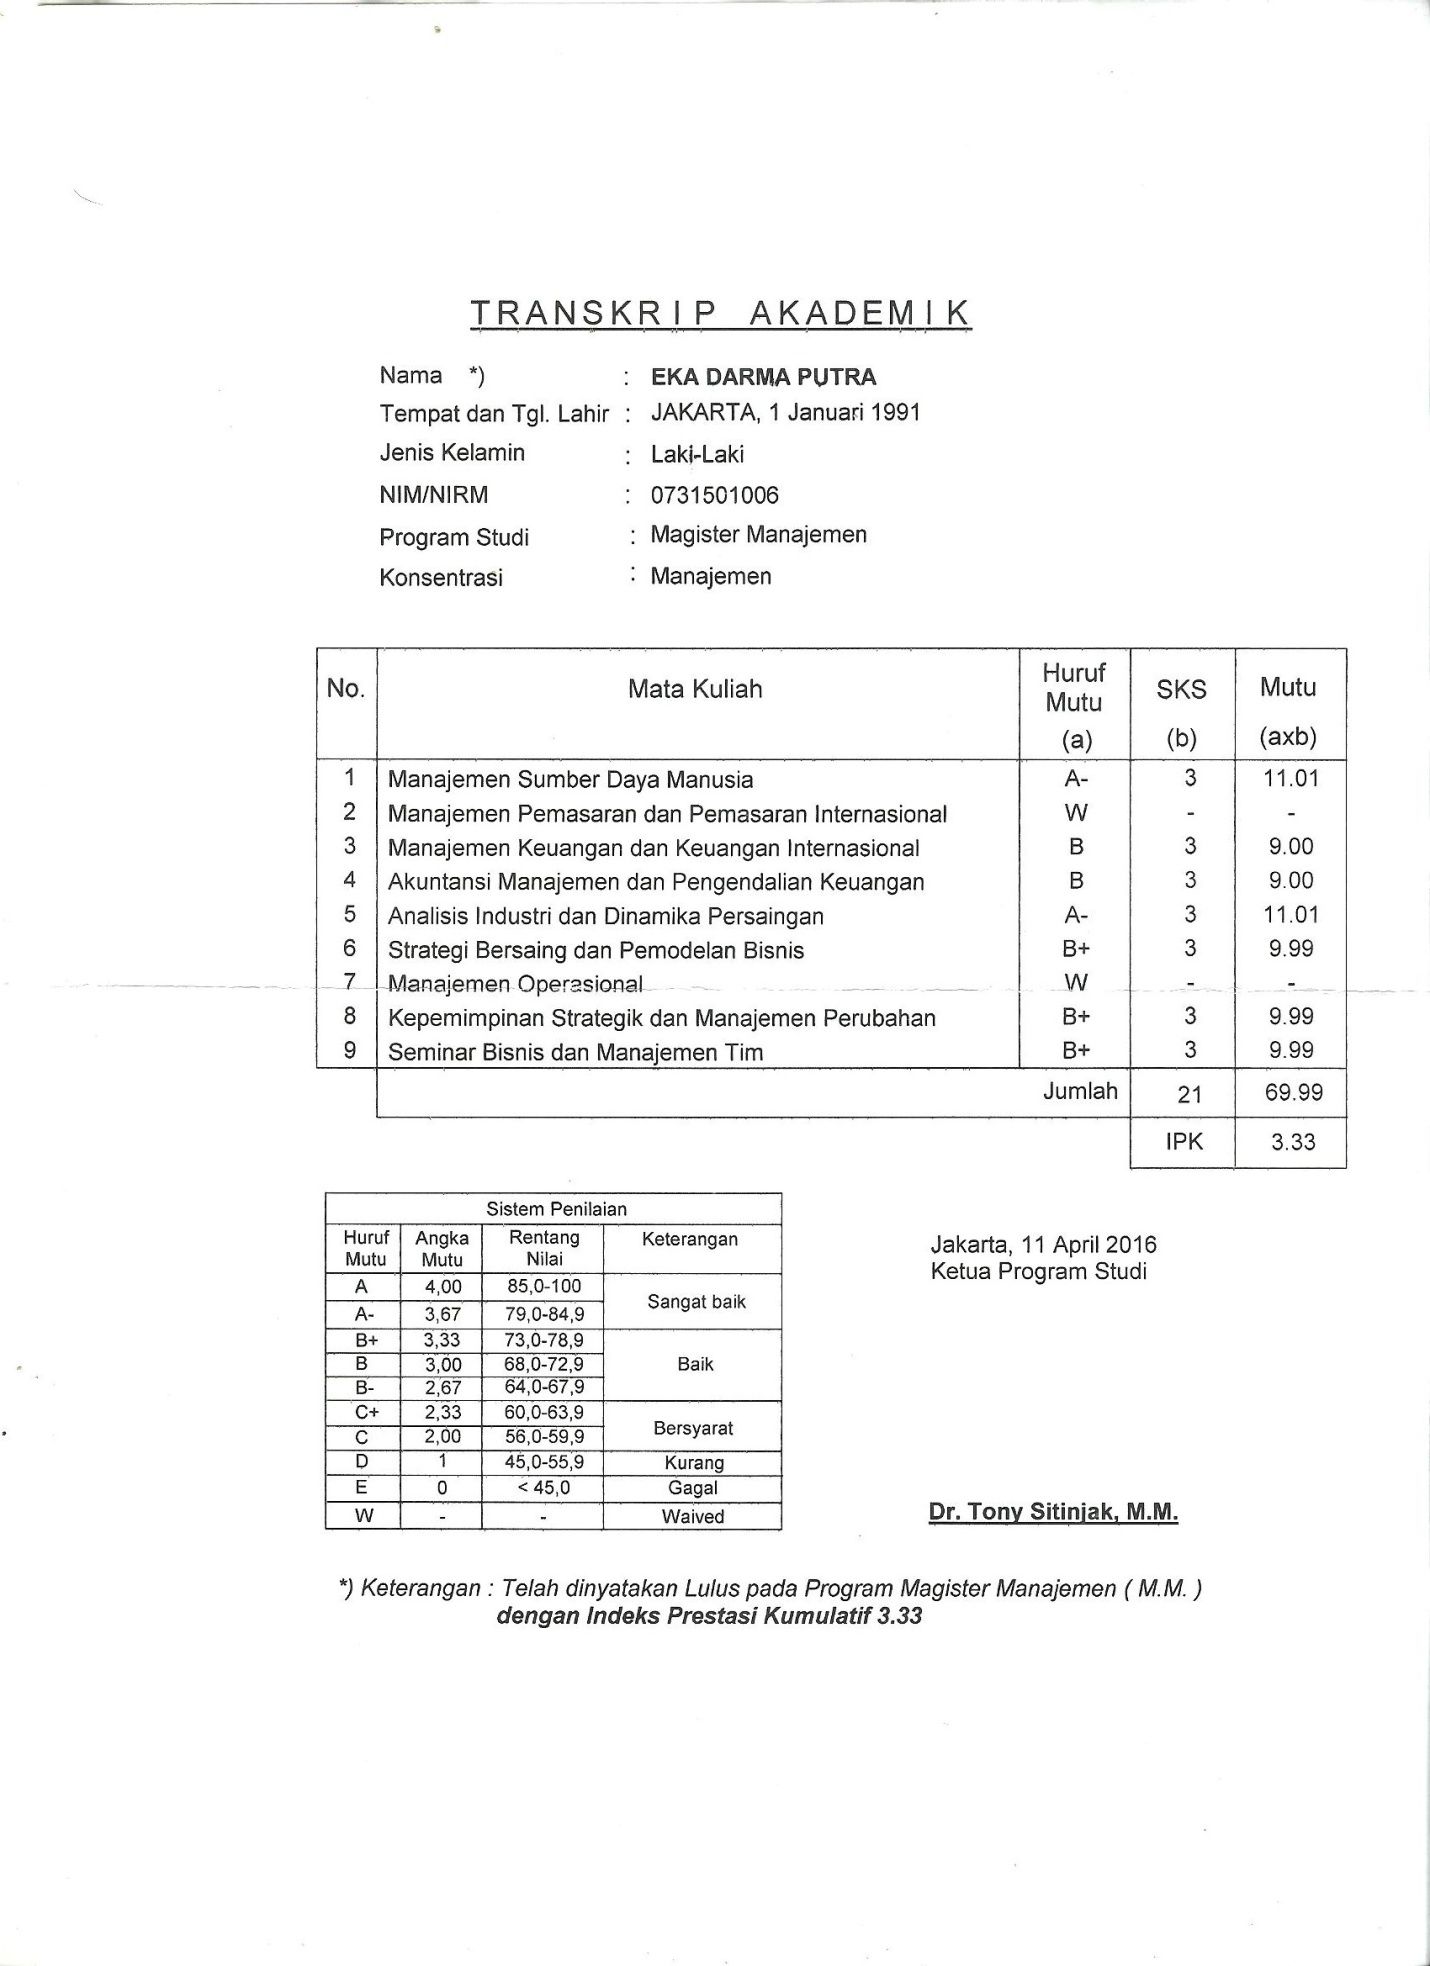 TRANSKRIP AKADEMIK
Nama *) : EKA DARMA PUTRA
Tempat dan Tgl. Lahir : JAKARTA, 1 Januari 1991
Jenis Kelamin : Laki-Laki
NIM/NIRM : 0731501006
Program Studi : Magister Manajemen
Konsentrasi : Manajemen
No. Mata Kuliah Huruf Mutu (a) SKS (b) Mutu (axb)
1 Manajemen Sumber Daya Manusia A- 3 11.01
2 Manajemen Pemasaran dan Pemasaran Internasional W - -
3 Manajemen Keuangan dan Keuangan Internasional B 3 9.00
4 Akuntansi Manajemen dan Pengendalian Keuangan B 3 9.00
5 Analisis Industri dan Dinamika Persaingan A- 3 11.01
6 Strategi Bersaing dan Pemodelan Bisnis B+ 3 9.99
7 Manajemen Operasional W - -
8 Kepemimpinan Strategik dan Manajemen Perubahan B+ 3 9.99
9 Seminar Bisnis dan Manajemen Tim B+ 3 9.99
Jumlah 21 69.99
IPK 3.33
Sistem Penilaian
Huruf Mutu Angka Mutu Rentang Nilai Keterangan
A 4,00 85,0-100 Sangat baik
A- 3,67 79,0-84,9
B+ 3,33 73,0-78,9
B 3,00 68,0-72,9 Baik
B- 2,67 64,0-67,9
C+ 2,33 60,0-63,9 Bersyarat
C 2,00 56,0-59,9
D 1 45,0-55,9 Kurang
E 0 < 45,0 Gagal
W - - Waived
Jakarta, 11 April 2016
Ketua Program Studi
Dr. Tony Sitinjak, M.M.
*) Keterangan : Telah dinyatakan Lulus pada Program Magister Manajemen ( M.M. )
dengan Indeks Prestasi Kumulatif 3.33